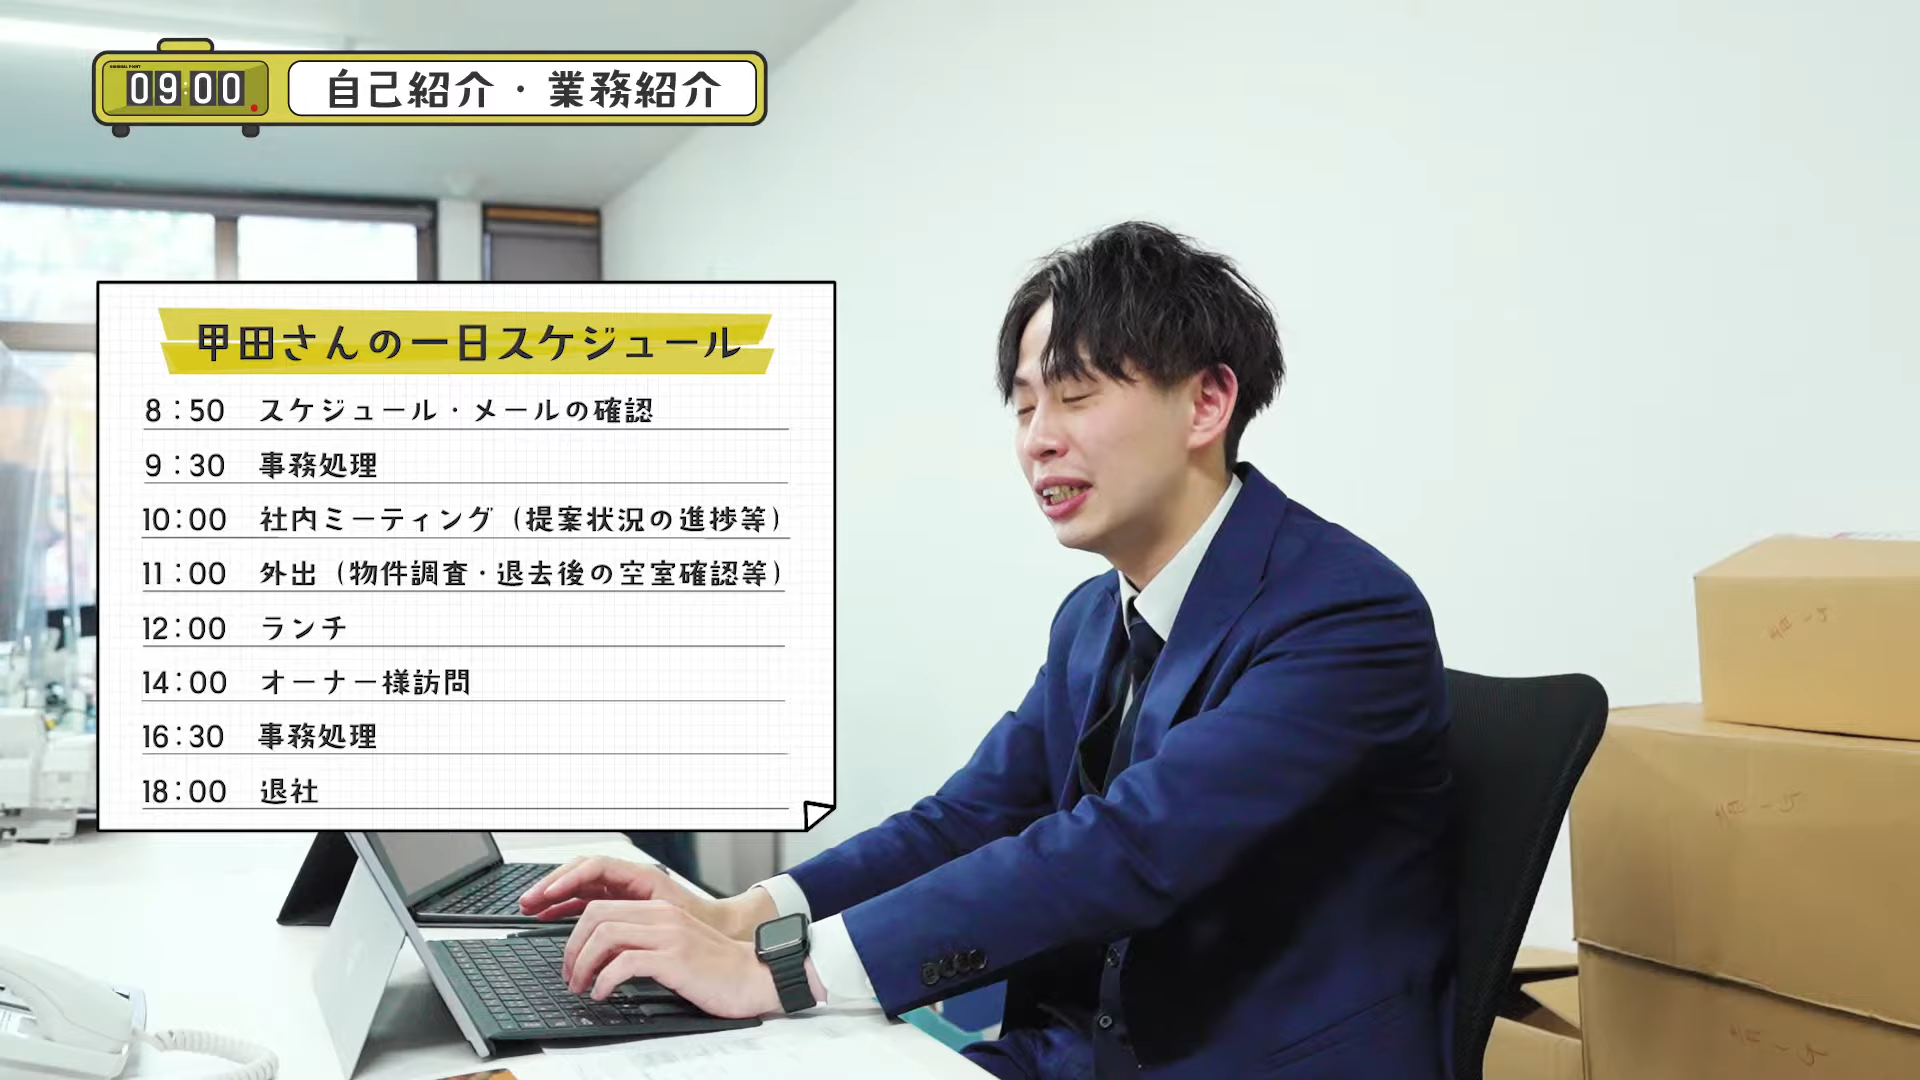 09:00
自己紹介・業務紹介
甲田さんの一日スケジュール
8：50 スケジュール・メールの確認
9：30 事務処理
10：00 社内ミーティング（提案状況の進捗等）
11：00 外出（物件調査・退去後の空室確認等）
12：00 ランチ
14：00 オーナー様訪問
16：30 事務処理
18：00 退社